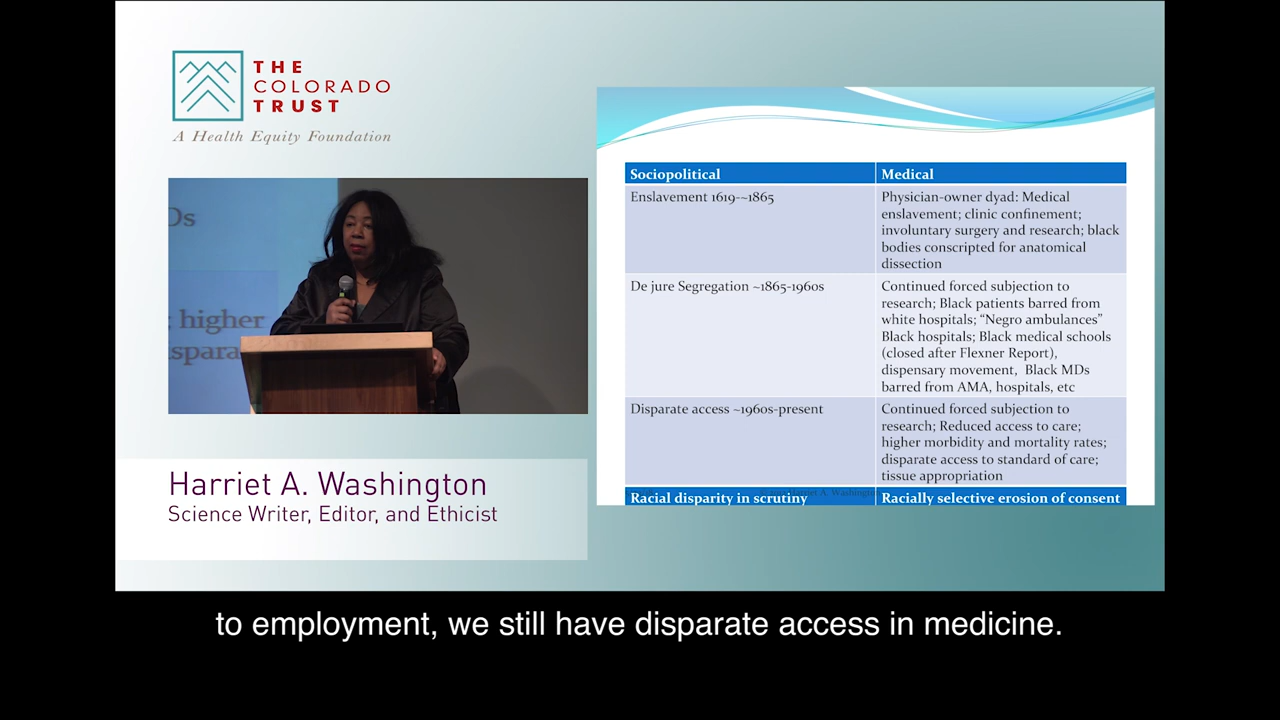 THE
COLORADO
TRUST
A Health Equity Foundation
Ds
; higher
spara
Harriet A. Washington
Science Writer, Editor, and Ethicist
Sociopolitical
Medical
Enslavement 1619-~1865
Physician-owner dyad: Medical
enslavement; clinic confinement;
involuntary surgery and research; black
bodies conscripted for anatomical
dissection
De jure Segregation ~1865-1960s
Continued forced subjection to
research; Black patients barred from
white hospitals; “Negro ambulances”
Black hospitals; Black medical schools
(closed after Flexner Report),
dispensary movement, Black MDs
barred from AMA, hospitals, etc
Disparate access ~1960s-present
Continued forced subjection to
research; Reduced access to care;
higher morbidity and mortality rates;
disparate access to standard of care;
tissue appropriation
Racial disparity in scrutiny
Racially selective erosion of consent
to employment, we still have disparate access in medicine.